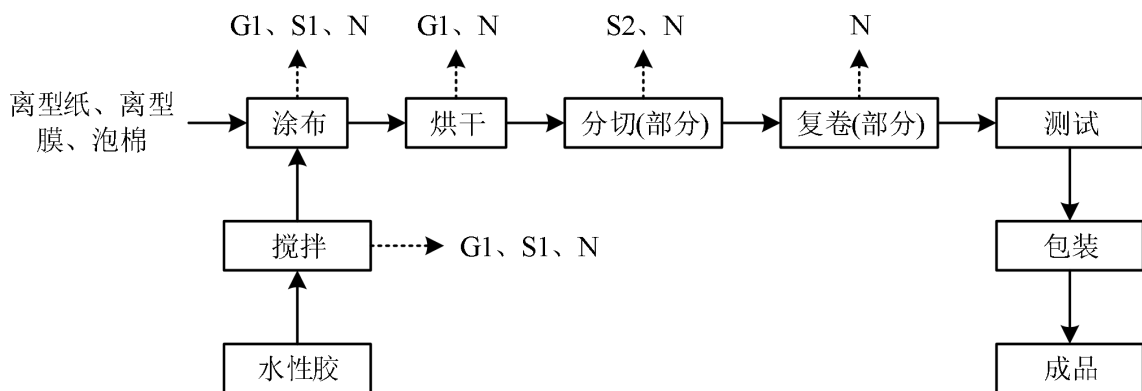 G1、S1、N
G1、N
S2、N
N
离型纸、离型
膜、泡棉
涂布
烘干
分切(部分)
复卷(部分)
测试
搅拌
G1、S1、N
包装
水性胶
成品